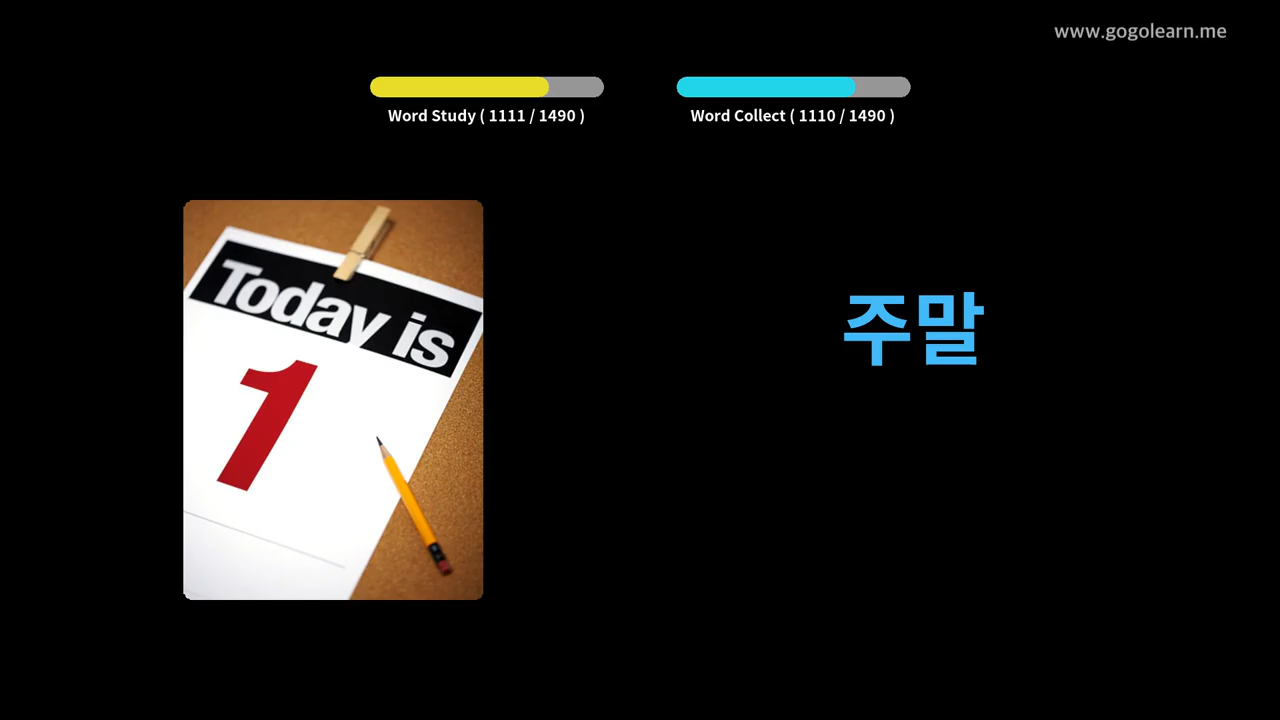 www.gogolearn.me
Word Study ( 1111 / 1490 )
Word Collect ( 1110 / 1490 )
Today is
1
주말